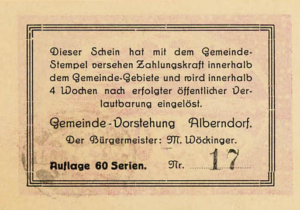 Dieser Schein hat mit dem Gemeinde-
Stempel versehen Zahlungskraft innerhalb
dem Gemeinde-Gebiete und wird innerhalb
4 Wochen nach erfolgter öffentlicher Ver-
lautbarung eingelöst.
Gemeinde-Vorstehung Alberndorf.
Der Bürgermeister: M. Wöckinger.
Auflage 60 Serien. Nr. 17